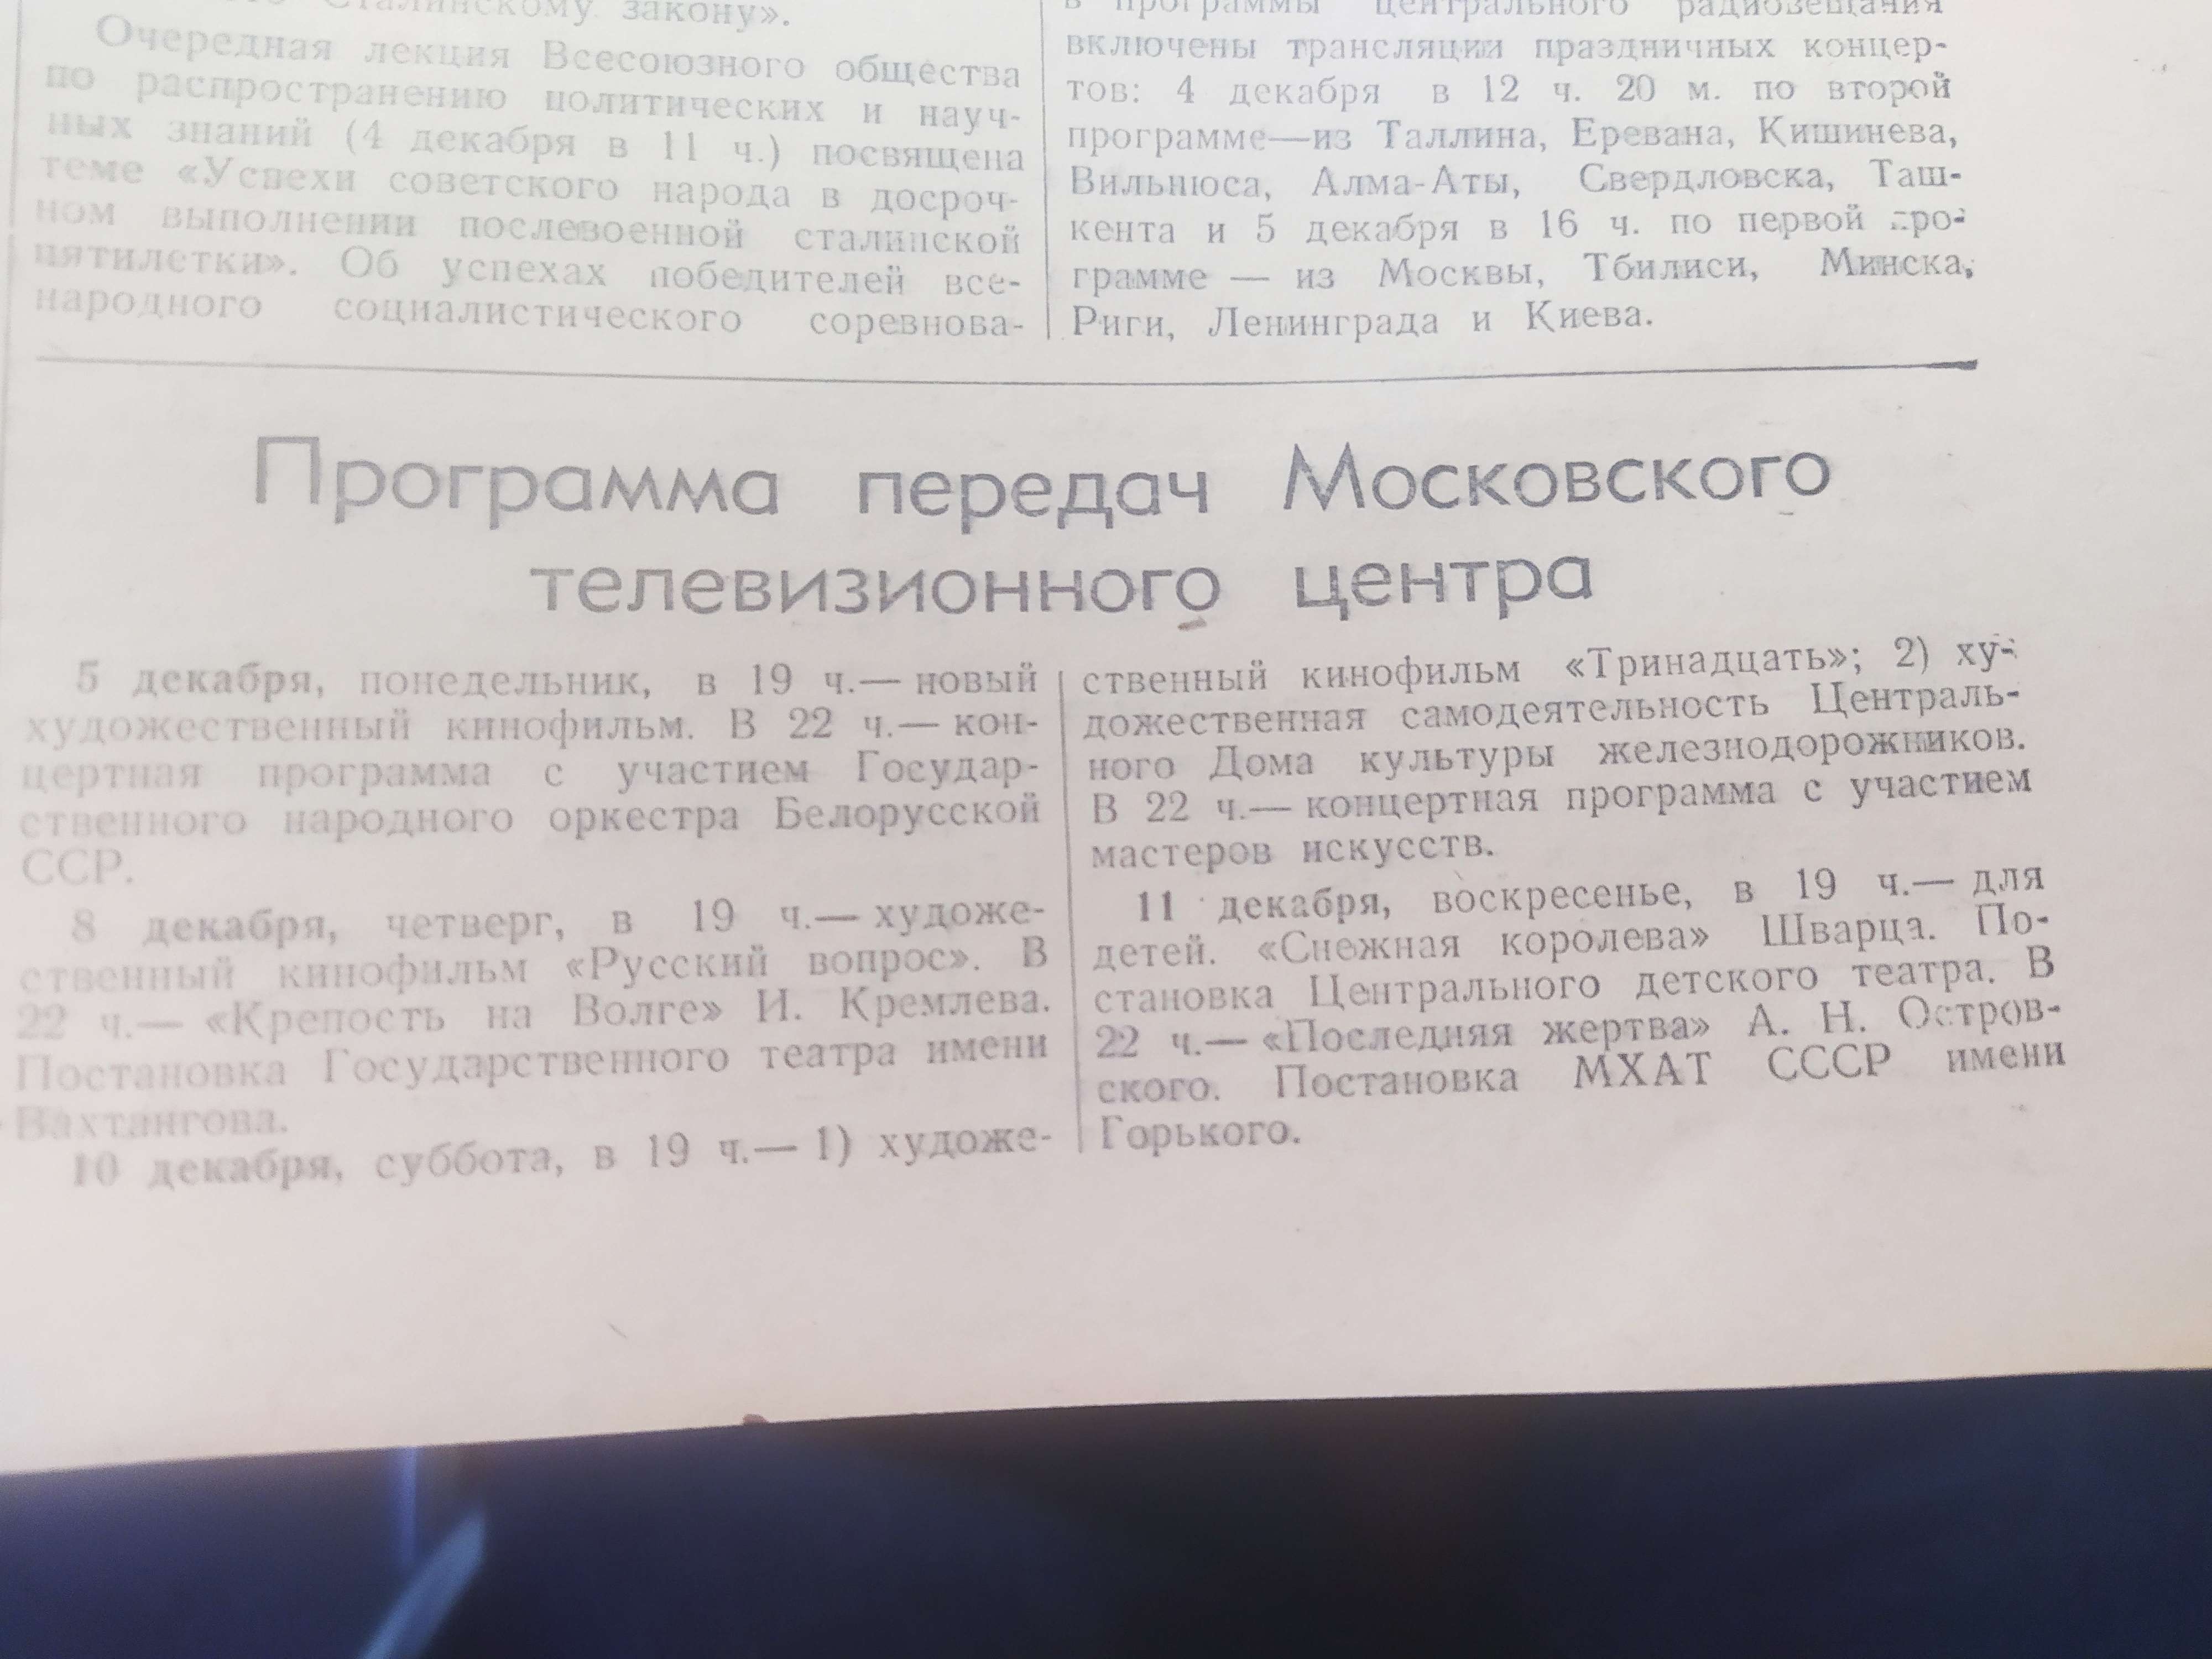 Сталинскому закону».
Очередная лекция Всесоюзного общества
по распространению политических и науч-
ных знаний (4 декабря в 11 ч.) посвящена
теме «Успехи советского народа в досроч-
ном выполнении послевоенной сталинской
пятилетки». Об успехах победителей все-
народного социалистического соревнова-
в программы центрального радиовещания
включены трансляции праздничных концер-
тов: 4 декабря в 12 ч. 20 м. по второй
программе—из Таллина, Еревана, Кишинева,
Вильнюса, Алма-Аты, Свердловска, Таш-
кента и 5 декабря в 16 ч. по первой про-
грамме — из Москвы, Тбилиси, Минска,
Риги, Ленинграда и Киева.
Программа передач Московского
телевизионного центра
5 декабря, понедельник, в 19 ч.— новый
художественный кинофильм. В 22 ч.— кон-
цертная программа с участием Государ-
ственного народного оркестра Белорусской
ССР.
8 декабря, четверг, в 19 ч.— художе-
ственный кинофильм «Русский вопрос». В
22 ч.— «Крепость на Волге» И. Кремлева.
Постановка Государственного театра имени
Вахтангова.
10 декабря, суббота, в 19 ч.— 1) художе-
ственный кинофильм «Тринадцать»; 2) ху-
дожественная самодеятельность Централь-
ного Дома культуры железнодорожников.
В 22 ч.— концертная программа с участием
мастеров искусств.
11 декабря, воскресенье, в 19 ч.— для
детей. «Снежная королева» Шварца. По-
становка Центрального детского театра. В
22 ч.— «Последняя жертва» А. Н. Остров-
ского. Постановка МХАТ СССР имени
Горького.